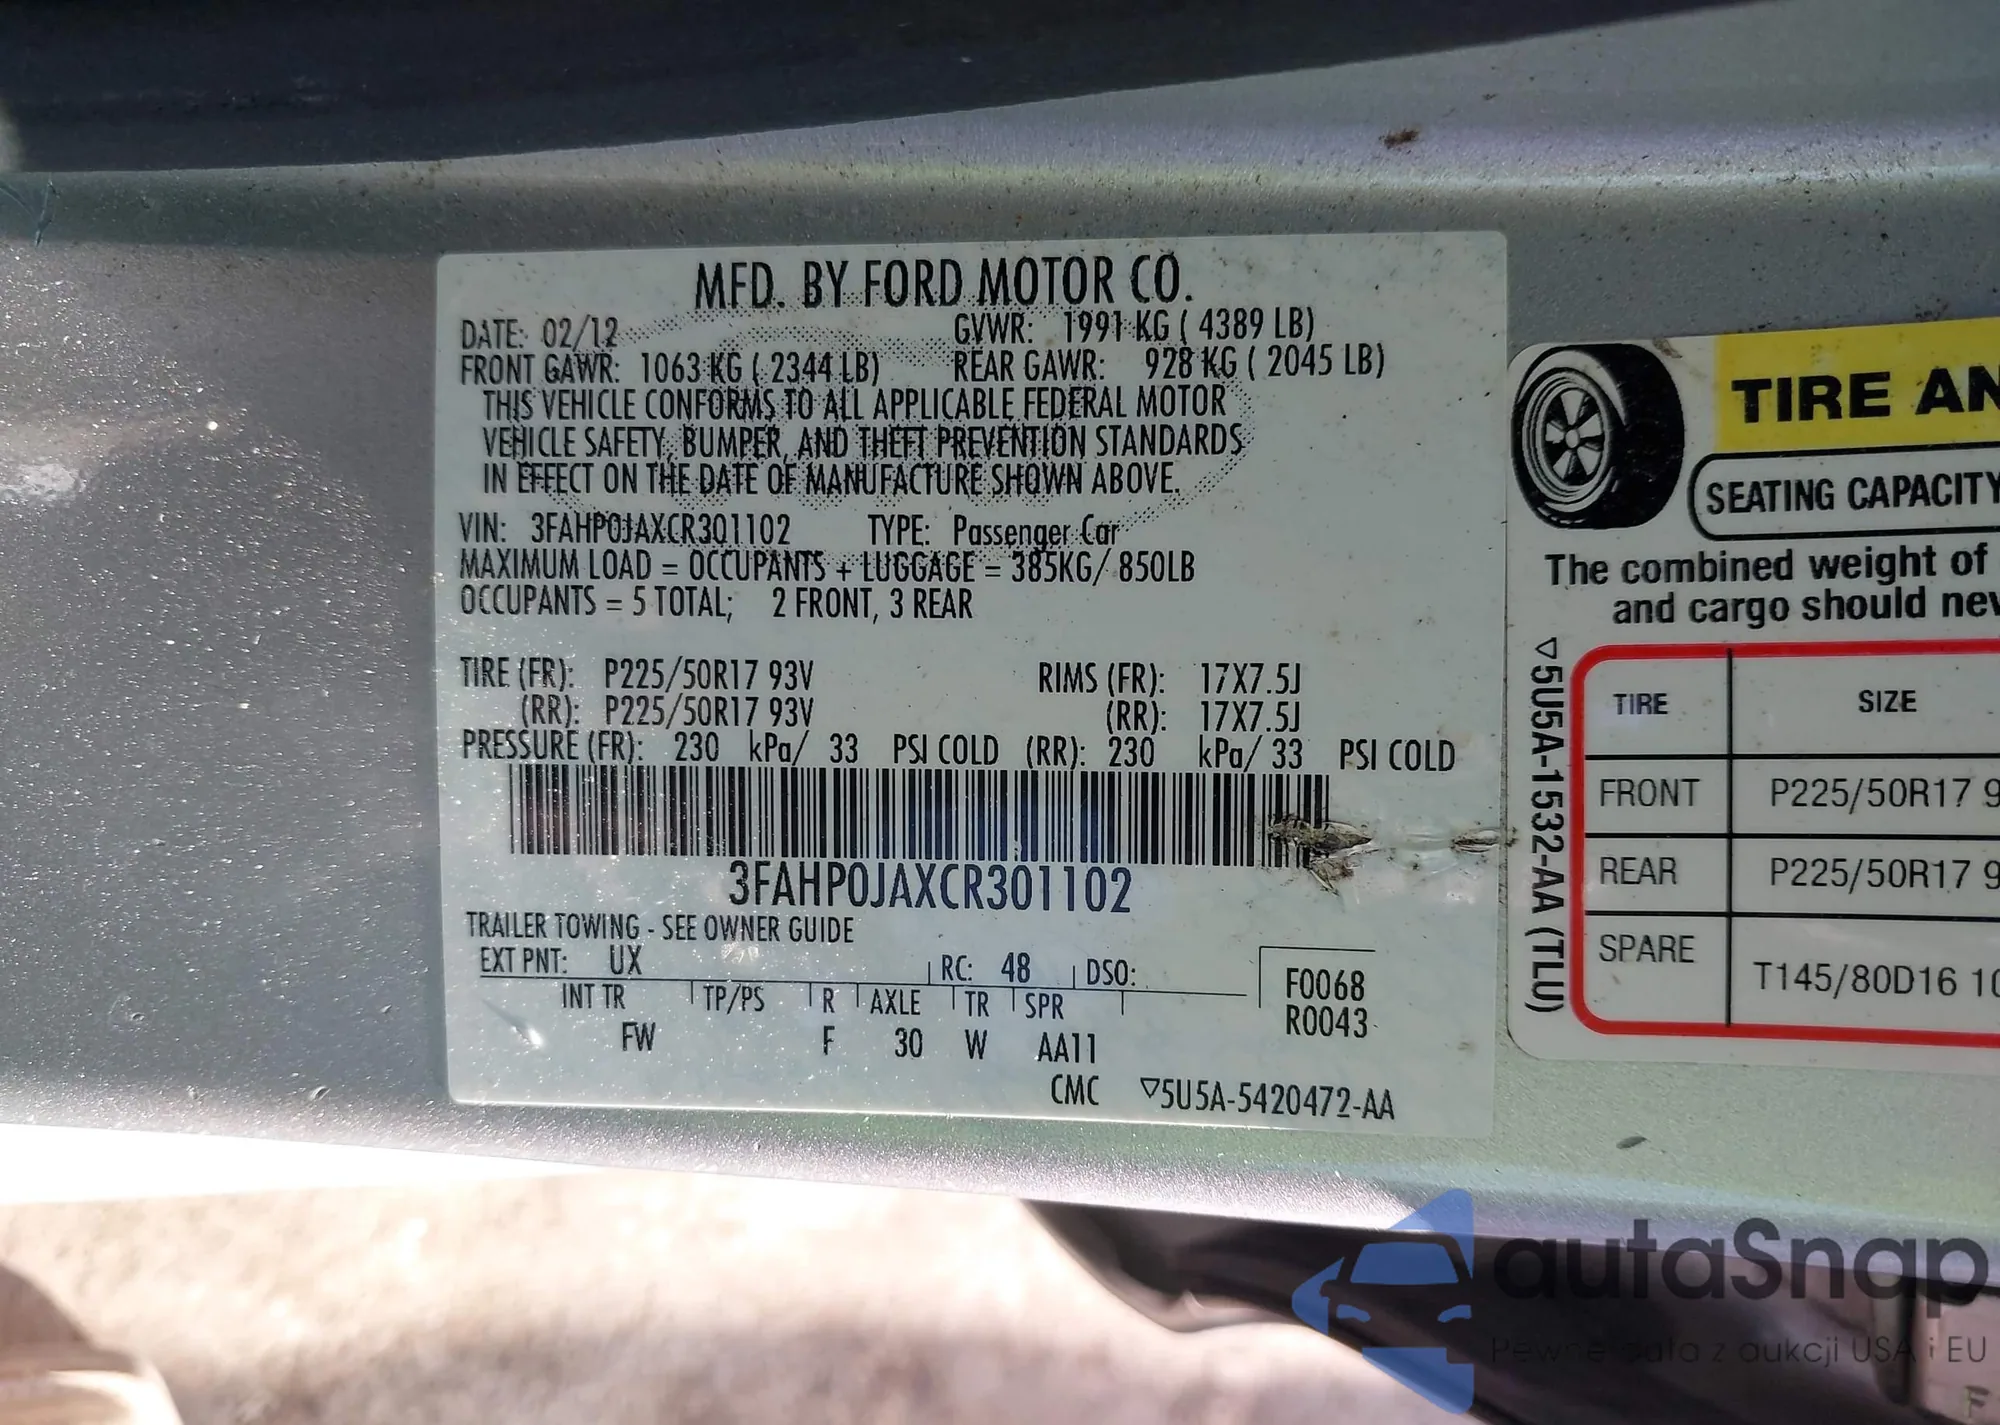 MFD. BY FORD MOTOR CO.
DATE: 02/12 GVWR: 1991 KG ( 4389 LB)
FRONT GAWR: 1063 KG ( 2344 LB) REAR GAWR: 928 KG ( 2045 LB)
THIS VEHICLE CONFORMS TO ALL APPLICABLE FEDERAL MOTOR
VEHICLE SAFETY, BUMPER, AND THEFT PREVENTION STANDARDS
IN EFFECT ON THE DATE OF MANUFACTURE SHOWN ABOVE.
VIN: 3FAHP0JAXCR301102 TYPE: Passenger Car
MAXIMUM LOAD = OCCUPANTS + LUGGAGE = 385KG/ 850LB
OCCUPANTS = 5 TOTAL; 2 FRONT, 3 REAR
TIRE (FR): P225/50R17 93V RIMS (FR): 17X7.5J
(RR): P225/50R17 93V (RR): 17X7.5J
PRESSURE (FR): 230 kPa/ 33 PSI COLD (RR): 230 kPa/ 33 PSI COLD
3FAHP0JAXCR301102
TRAILER TOWING - SEE OWNER GUIDE
EXT PNT: UX RC: 48 DSO:
INT TR TP/PS R AXLE TR SPR
FW F 30 W AA11
F0068
R0043
CMC ▽5U5A-5420472-AA
TIRE AN
SEATING CAPACITY
The combined weight of
and cargo should nev
▽5U5A-1532-AA (TLU)
TIRE SIZE
FRONT P225/50R17 9
REAR P225/50R17 9
SPARE T145/80D16 10
autaSnap
Pewne auta z aukcji USA i EU